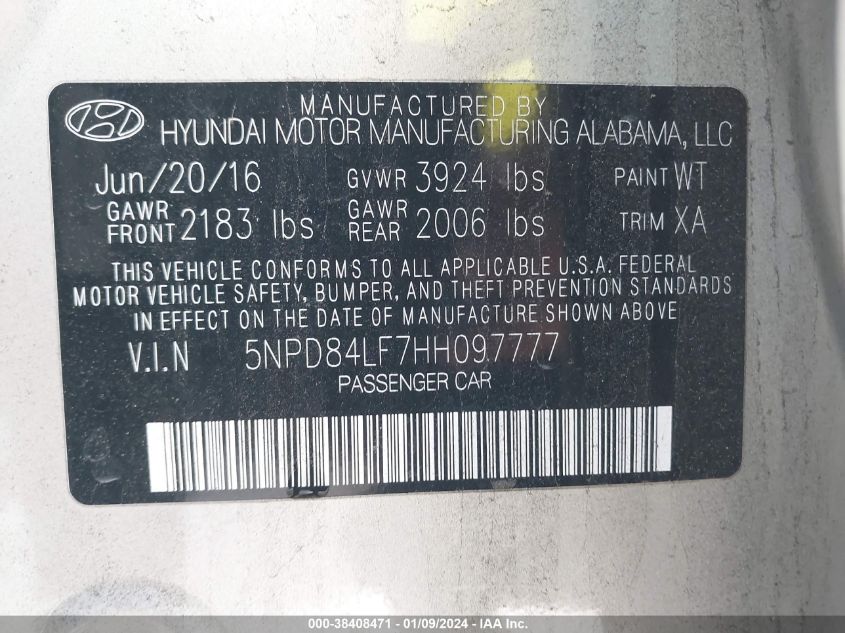 MANUFACTURED BY
HYUNDAI MOTOR MANUFACTURING ALABAMA, LLC
Jun/20/16 GVWR 3924 lbs PAINT WT
GAWR FRONT 2183 lbs GAWR REAR 2006 lbs TRIM XA
THIS VEHICLE CONFORMS TO ALL APPLICABLE U.S.A. FEDERAL
MOTOR VEHICLE SAFETY, BUMPER, AND THEFT PREVENTION STANDARDS
IN EFFECT ON THE DATE OF MANUFACTURE SHOWN ABOVE.
V.I.N 5NPD84LF7HH097777
PASSENGER CAR
000-38408471 - 01/09/2024 - IAA Inc.